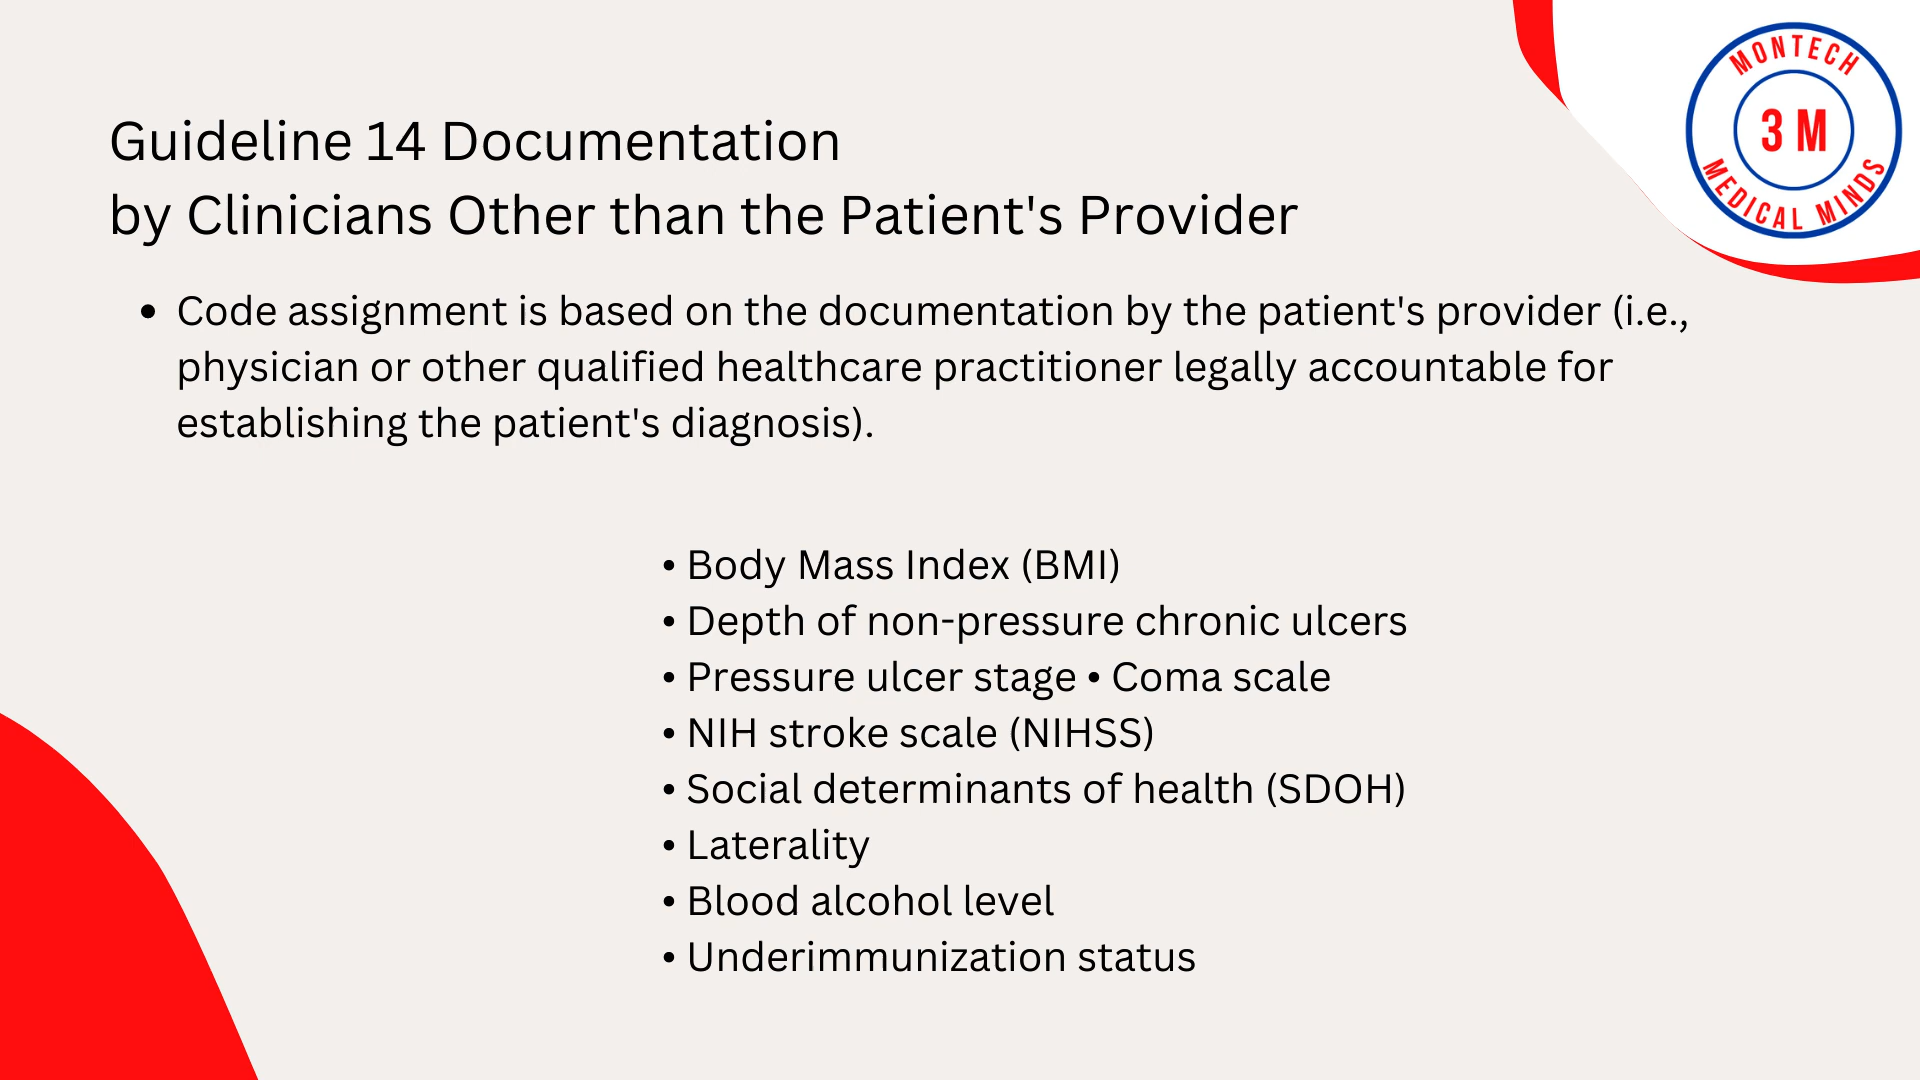 MONTECH
3 M
MEDICAL MINDS
Guideline 14 Documentation
by Clinicians Other than the Patient's Provider
• Code assignment is based on the documentation by the patient's provider (i.e.,
physician or other qualified healthcare practitioner legally accountable for
establishing the patient's diagnosis).
• Body Mass Index (BMI)
• Depth of non-pressure chronic ulcers
• Pressure ulcer stage • Coma scale
• NIH stroke scale (NIHSS)
• Social determinants of health (SDOH)
• Laterality
• Blood alcohol level
• Underimmunization status